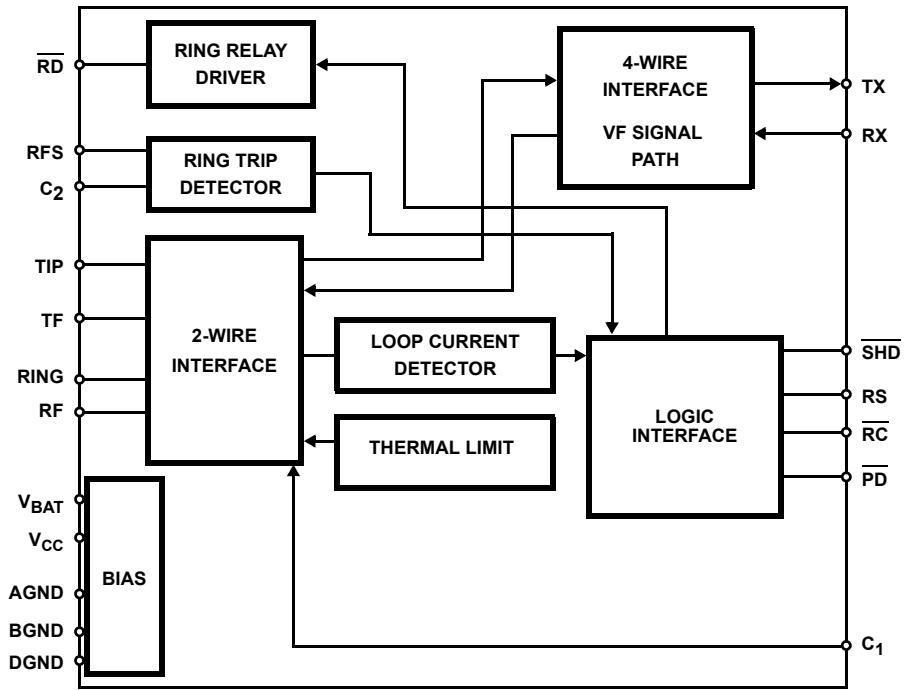 RD
RFS
C2
TIP
TF
RING
RF
VBAT
VCC
AGND
BGND
DGND
RING RELAY
DRIVER
RING TRIP
DETECTOR
2-WIRE
INTERFACE
BIAS
LOOP CURRENT
DETECTOR
THERMAL LIMIT
4-WIRE
INTERFACE
VF SIGNAL
PATH
LOGIC
INTERFACE
TX
RX
SHD
RS
RC
PD
C1